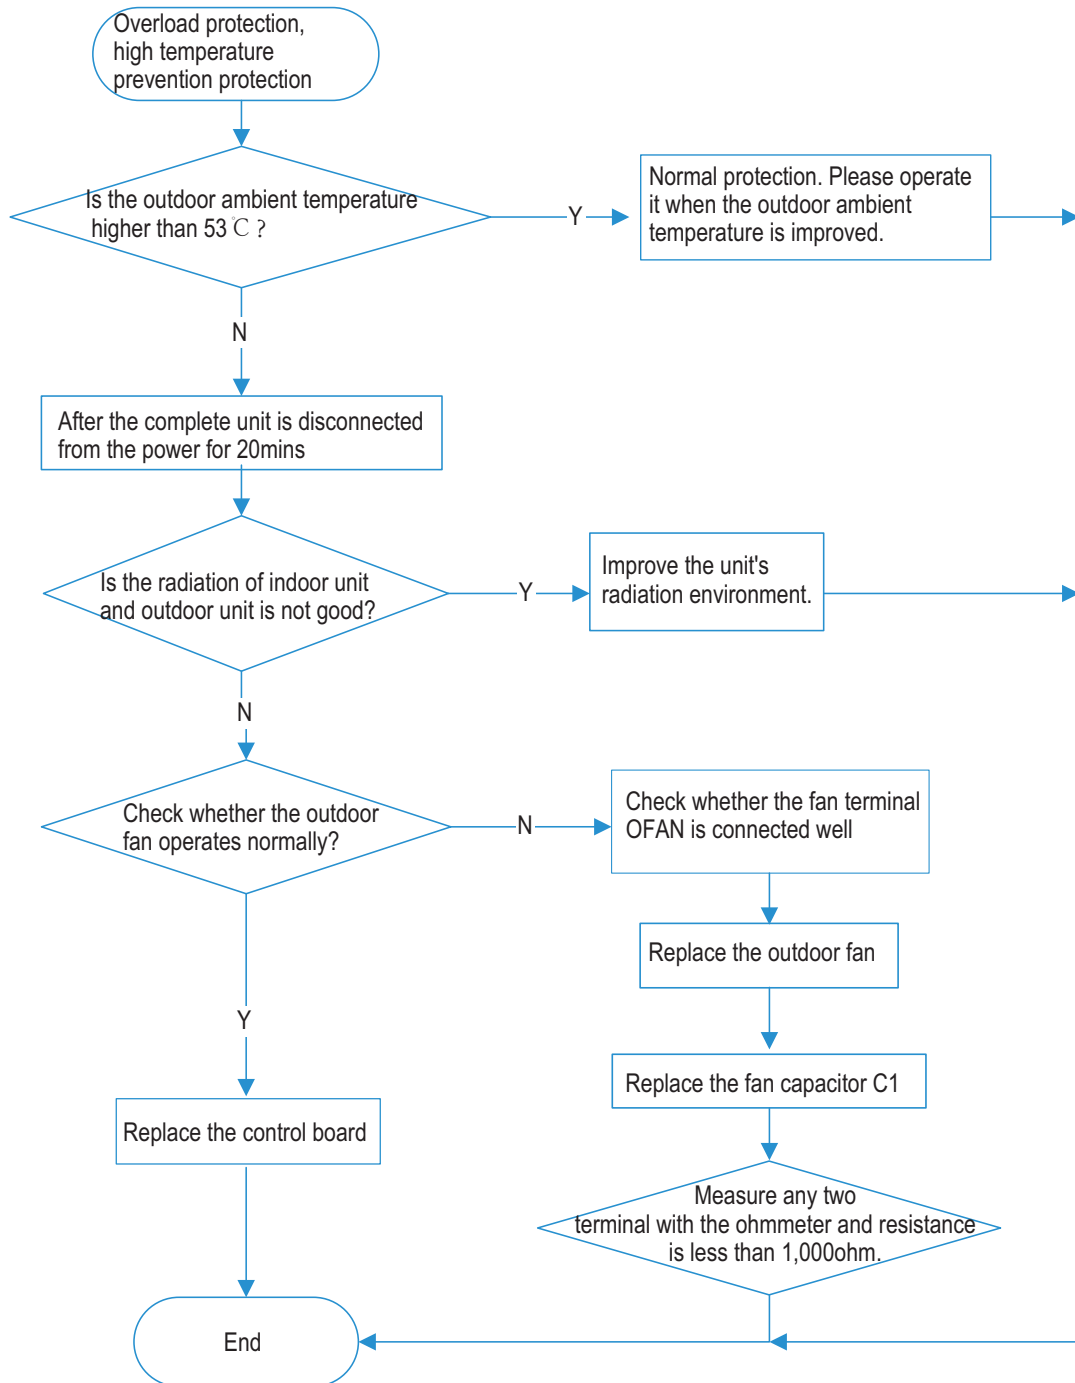 Overload protection,
high temperature
prevention protection
Is the outdoor ambient temperature
higher than 53℃ ?
Y
Normal protection. Please operate
it when the outdoor ambient
temperature is improved.
N
After the complete unit is disconnected
from the power for 20mins
Is the radiation of indoor unit
and outdoor unit is not good?
Y
Improve the unit's
radiation environment.
N
Check whether the outdoor
fan operates normally?
N
Check whether the fan terminal
OFAN is connected well
Replace the outdoor fan
Y
Replace the fan capacitor C1
Replace the control board
Measure any two
terminal with the ohmmeter and resistance
is less than 1,000ohm.
End